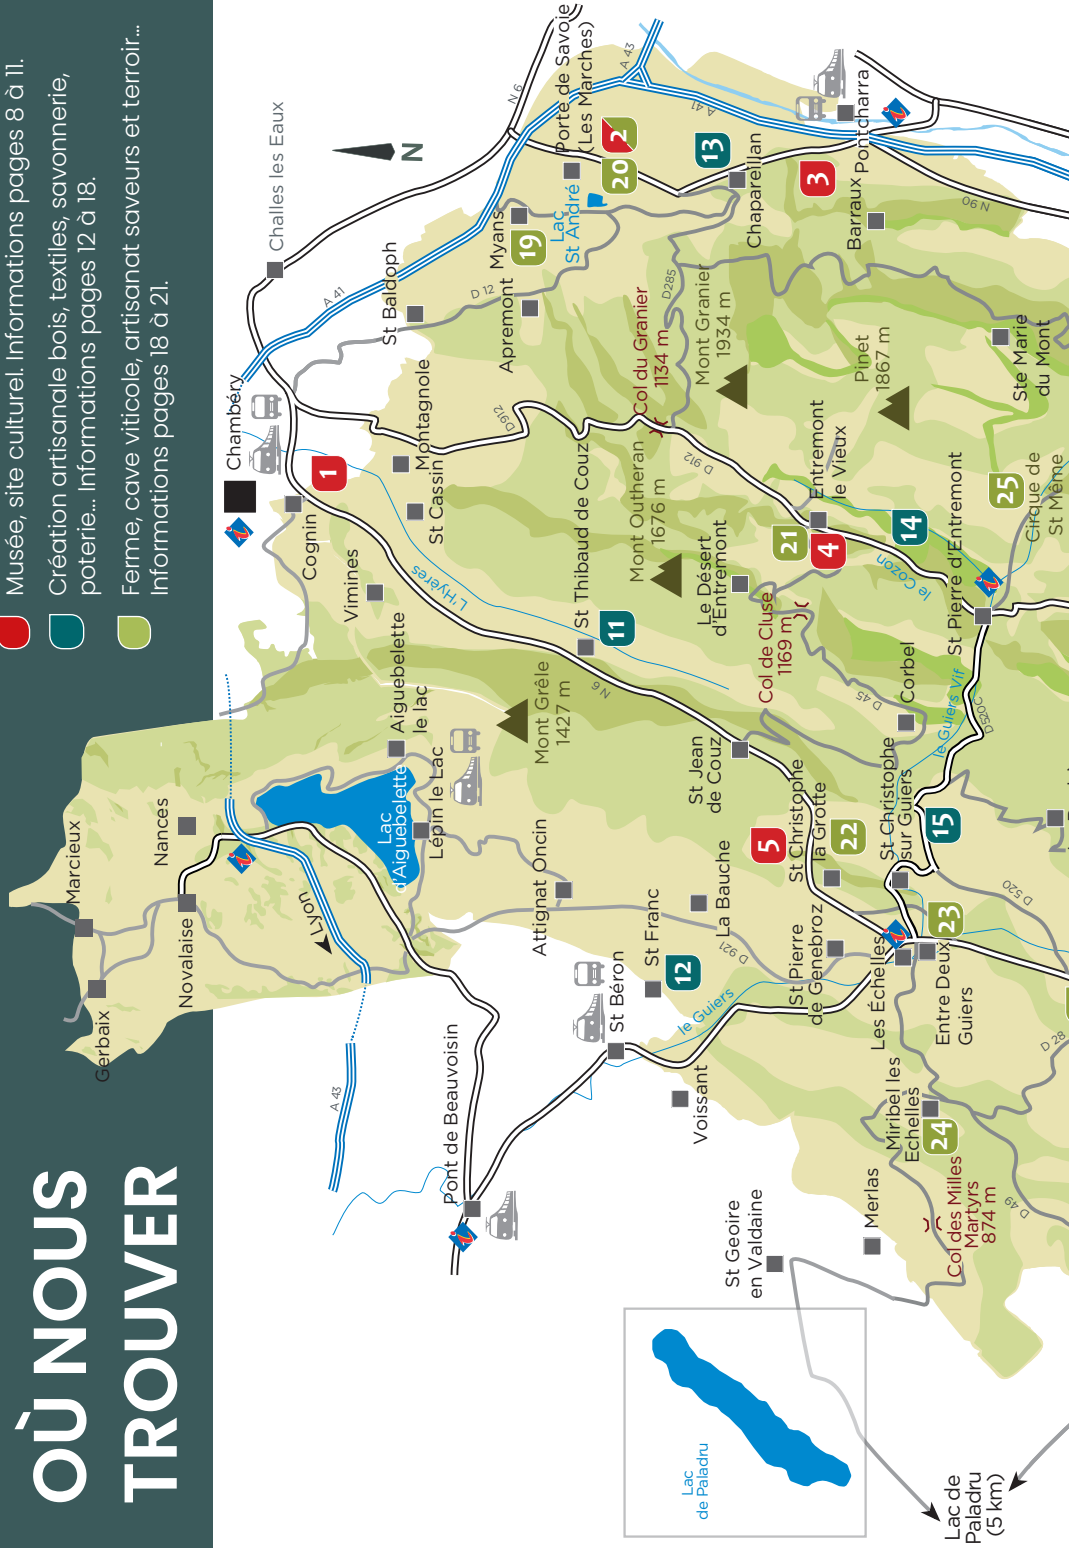 OÙ NOUS
TROUVER
Musée, site culturel. Informations pages 8 à 11.
Création artisanale bois, textiles, savonnerie,
poterie... Informations pages 12 à 18.
Ferme, cave viticole, artisanat saveurs et terroir...
Informations pages 18 à 21.
Marcieux
Gerbaix
Nances
Novalaise
Lyon
A 43
Lac
d'Aiguebelette
Aiguebelette
le lac
Lépin le Lac
Attignat Oncin
Pont de Beauvoisin
St Béron
St Franc
12
La Bauche
D 921
le Guiers
Voissant
Chambéry
Cognin
1
Vimines
L'Hyères
St Cassin
Montagnole
Challes les Eaux
A 41
St Baldoph
D 12
N 6
N
Porte de Savoie
(Les Marches)
A 43
A 41
20
2
Myans
19
Lac
St André
Apremont
13
Chapareillan
3
Barraux
Pontcharra
N 90
D285
Col du Granier
1134 m
Mont Granier
1934 m
D912
D 912
Mont Outheran
1676 m
Pinet
1867 m
Ste Marie
du Mont
Entremont
le Vieux
21
4
14
le Cozon
25
Cirque de
St Même
St Pierre d'Entremont
Le Désert
d'Entremont
Col de Cluse
1169 m
St Thibaud de Couz
11
N 6
Mont Grêle
1427 m
St Jean
de Couz
D 45
Corbel
le Guiers Vif
D520C
5
St Christophe
la Grotte
22
St Christophe
sur Guiers
15
D 520
St Pierre
de Genebroz
23
Les Échelles
Entre Deux
Guiers
D 28
Miribel les
Echelles
24
Col des Milles
Martyrs
874 m
D 49
Merlas
St Geoire
en Valdaine
Lac
de Paladru
Lac de
Paladru
(5 km)